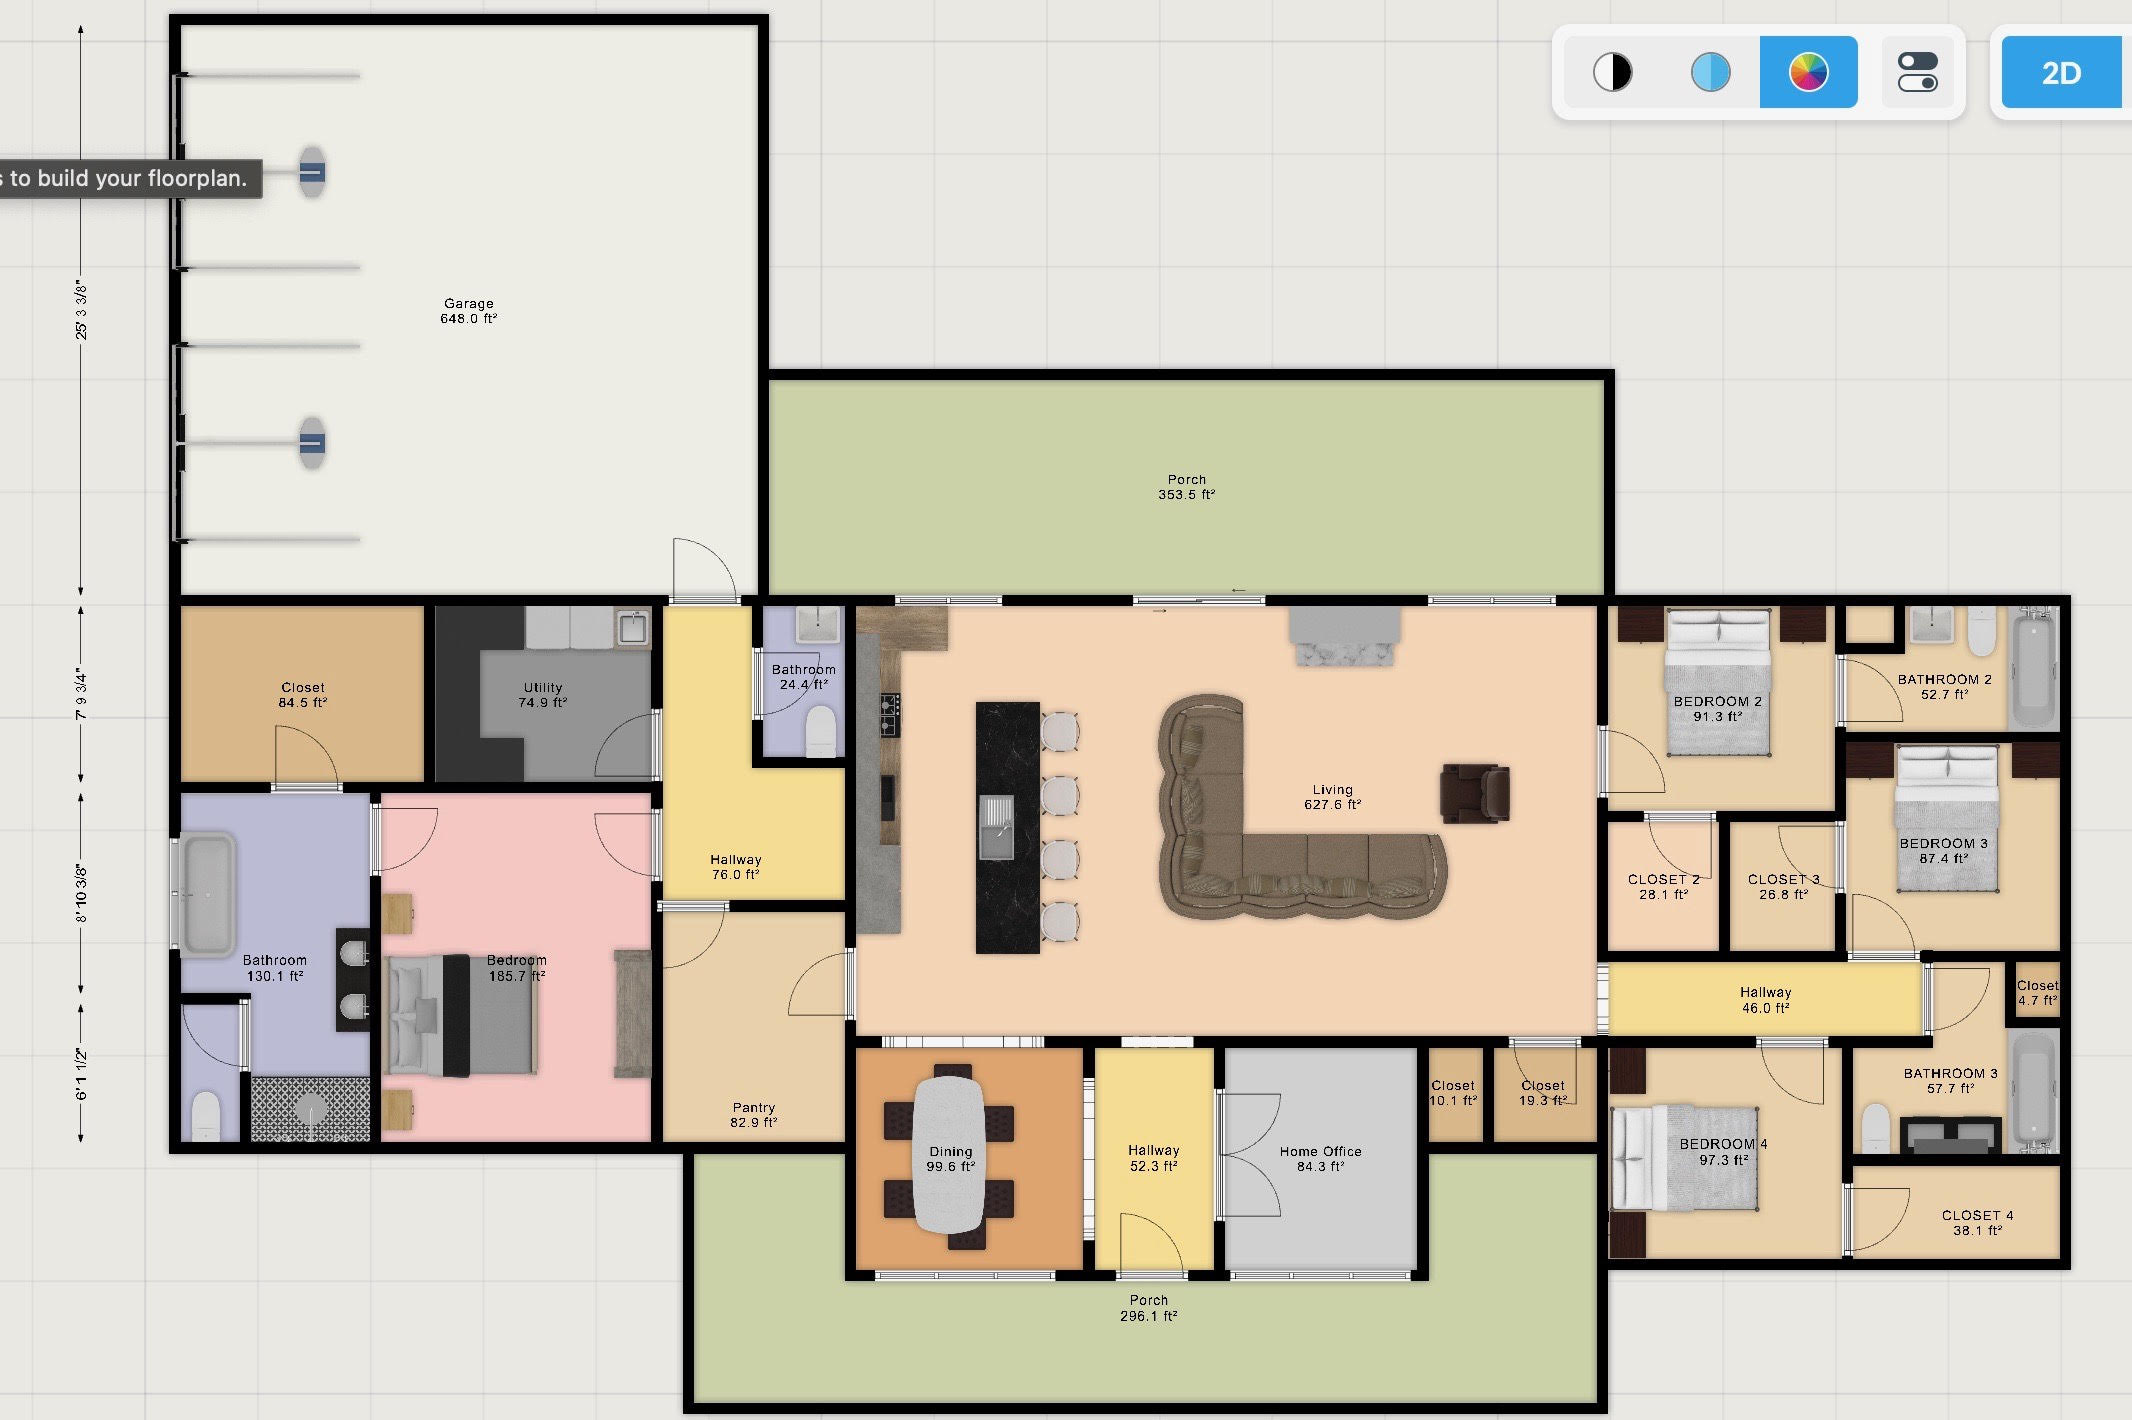 2D
s to build your floorplan.
25' 3 3/8"
Garage
648.0 ft²
Porch
353.5 ft²
7' 9 3/4"
Closet
84.5 ft²
Utility
74.9 ft²
Bathroom
24.4 ft²
BEDROOM 2
91.3 ft²
BATHROOM 2
52.7 ft²
Living
627.6 ft²
8' 10 3/8"
Hallway
76.0 ft²
CLOSET 2
28.1 ft²
CLOSET 3
26.8 ft²
BEDROOM 3
87.4 ft²
Bathroom
130.1 ft²
Bedroom
185.7 ft²
Hallway
46.0 ft²
Closet
4.7 ft²
6' 1 1/2"
Pantry
82.9 ft²
Dining
99.6 ft²
Hallway
52.3 ft²
Home Office
84.3 ft²
Closet
10.1 ft²
Closet
19.3 ft²
BEDROOM 4
97.3 ft²
BATHROOM 3
57.7 ft²
CLOSET 4
38.1 ft²
Porch
296.1 ft²